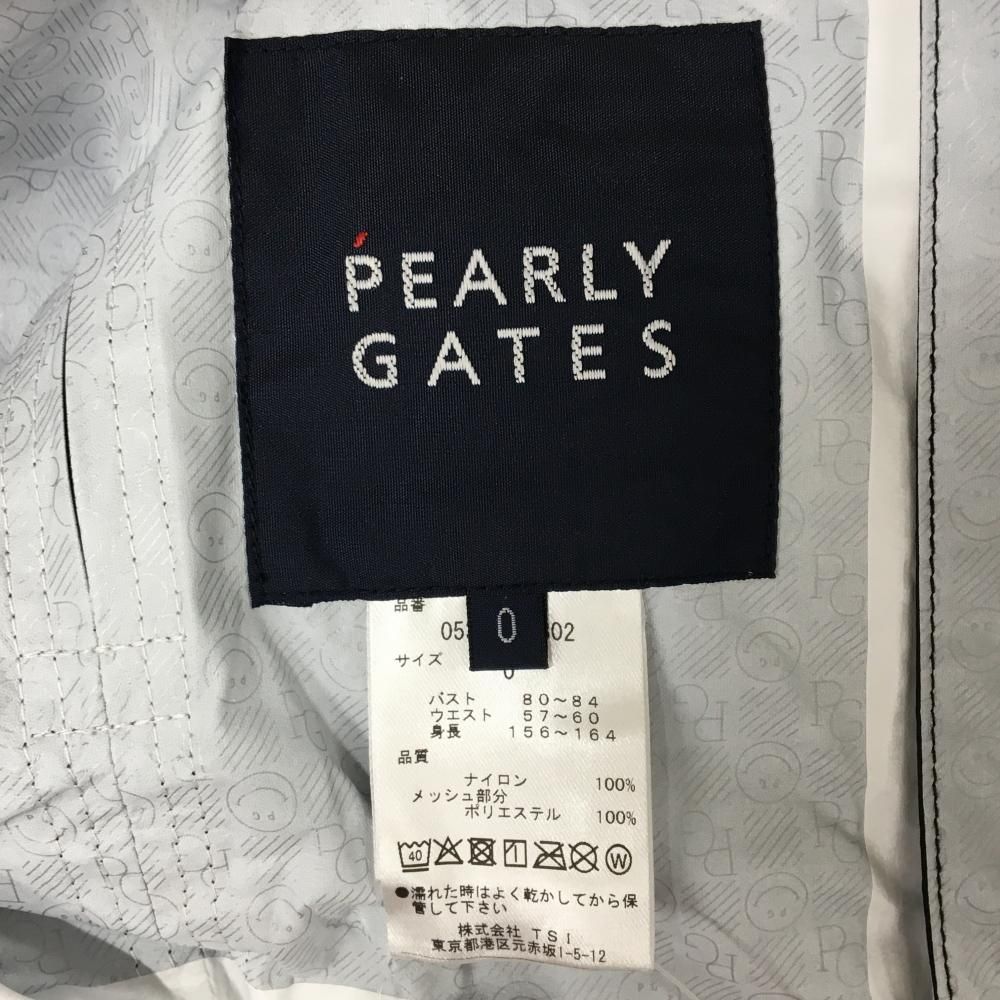 PEARLY
GATES
0
品番
サイズ
0
バスト 80～84
ウエスト 57～60
身長 156～164
品質
ナイロン 100%
メッシュ部分
ポリエステル 100%
40 W
●濡れた時はよく乾かしてから保
管して下さい
株式会社 TSI
東京都港区元赤坂1-5-12
PG